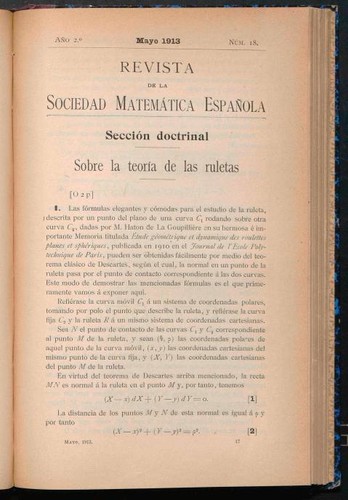 AÑO 2.º Mayo 1913 NÚM. 18.
REVISTA
DE LA
SOCIEDAD MATEMÁTICA ESPAÑOLA
Sección doctrinal
Sobre la teoría de las ruletas
[O 2 p]
1. Las fórmulas elegantes y cómodas para el estudio de la ruleta,
descrita por un punto del plano de una curva C₁ rodando sobre otra
curva C₂, dadas por M. Haton de La Goupillière en su hermosa é im-
portante Memoria titulada Étude géométrique et dynamique des roulettes
planes et sphériques, publicada en 1910 en el Journal de l'Ecole Poly-
technique de Paris, pueden ser obtenidas fácilmente por medio del teo-
rema clásico de Descartes, según el cual, la normal en un punto de la
ruleta pasa por el punto de contacto correspondiente á las dos curvas.
Este modo de demostrar las mencionadas fórmulas es el que prime-
ramente vamos á exponer aquí.
Refiérase la curva móvil C₁ á un sistema de coordenadas polares,
tomando por polo el punto que describe la ruleta, y refiérase la curva
fija C₂ y la ruleta R á un mismo sistema de coordenadas cartesianas.
Sea N el punto de contacto de las curvas C₁ y C₂ correspondiente
al punto M de la ruleta, y sean (θ, ρ) las coordenadas polares de
aquel punto de la curva móvil, (x, y) las coordenadas cartesianas del
mismo punto de la curva fija, y (X, Y) las coordenadas cartesianas
del punto M de la ruleta.
En virtud del teorema de Descartes arriba mencionado, la recta
MN es normal á la ruleta en el punto M y, por tanto, tenemos
(X — x) dX + (Y — y) dY = 0. [1]
La distancia de los puntos M y N de esta normal es igual á ρ y
por tanto
(X — x)² + (Y — y)² = ρ². [2]
MAYO, 1913. 17